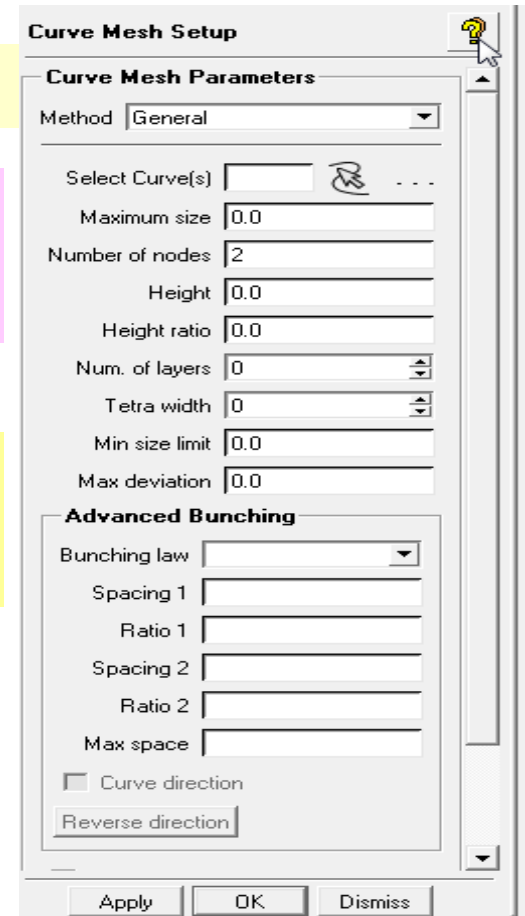 Curve Mesh Setup
Curve Mesh Parameters
Method General
Select Curve(s) ...
Maximum size 0.0
Number of nodes 2
Height 0.0
Height ratio 0.0
Num. of layers 0
Tetra width 0
Min size limit 0.0
Max deviation 0.0
Advanced Bunching
Bunching law
Spacing 1
Ratio 1
Spacing 2
Ratio 2
Max space
Curve direction
Reverse direction
Apply OK Dismiss